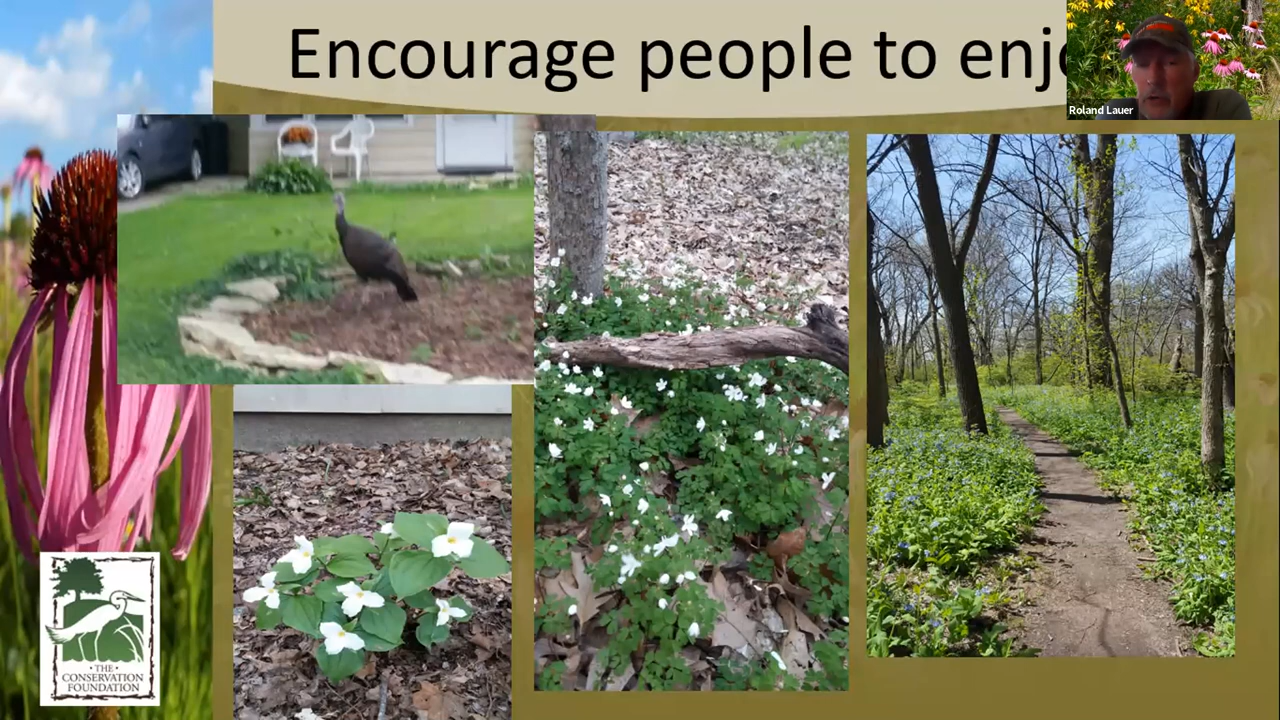 Encourage people to enj
Roland Lauer
• THE •
CONSERVATION
FOUNDATION